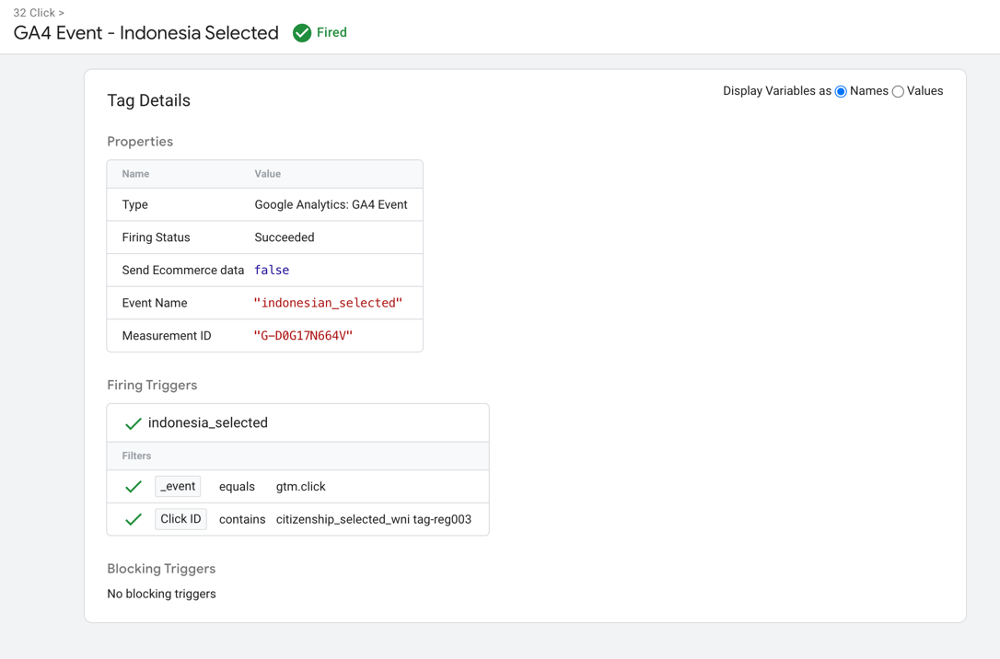 32 Click >
GA4 Event - Indonesia Selected Fired
Tag Details
Display Variables as Names Values
Properties
Name Value
Type Google Analytics: GA4 Event
Firing Status Succeeded
Send Ecommerce data false
Event Name "indonesian_selected"
Measurement ID "G-D0G17N664V"
Firing Triggers
indonesia_selected
Filters
_event equals gtm.click
Click ID contains citizenship_selected_wni tag-reg003
Blocking Triggers
No blocking triggers